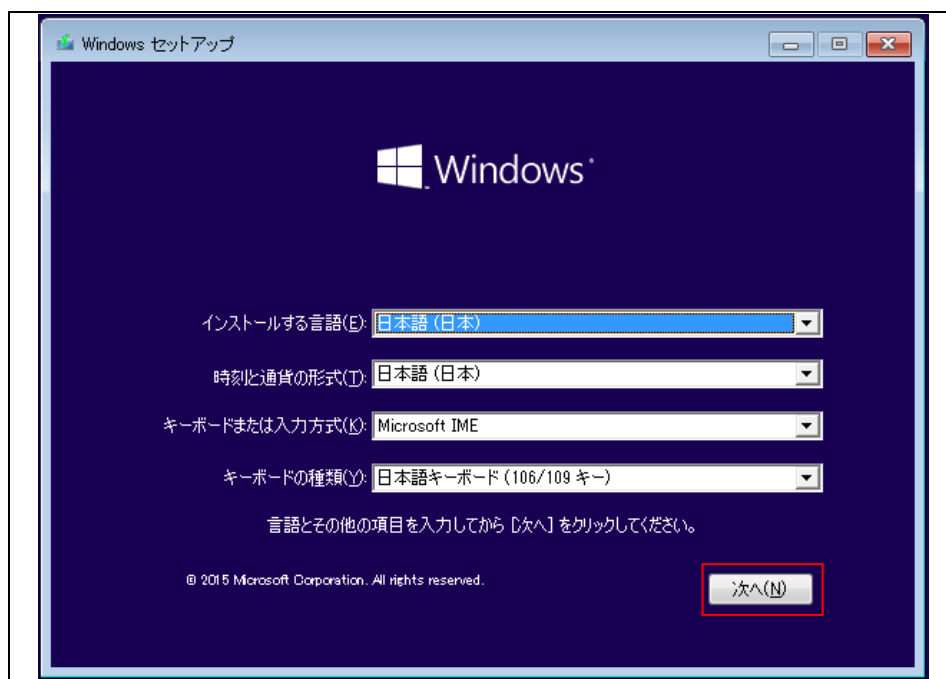 Windows セットアップ
Windows
インストールする言語(E): 日本語 (日本)
時刻と通貨の形式(T): 日本語 (日本)
キーボードまたは入力方式(K): Microsoft IME
キーボードの種類(Y): 日本語キーボード (106/109 キー)
言語とその他の項目を入力してから [次へ] をクリックしてください。
© 2015 Microsoft Corporation. All rights reserved.
次へ(N)